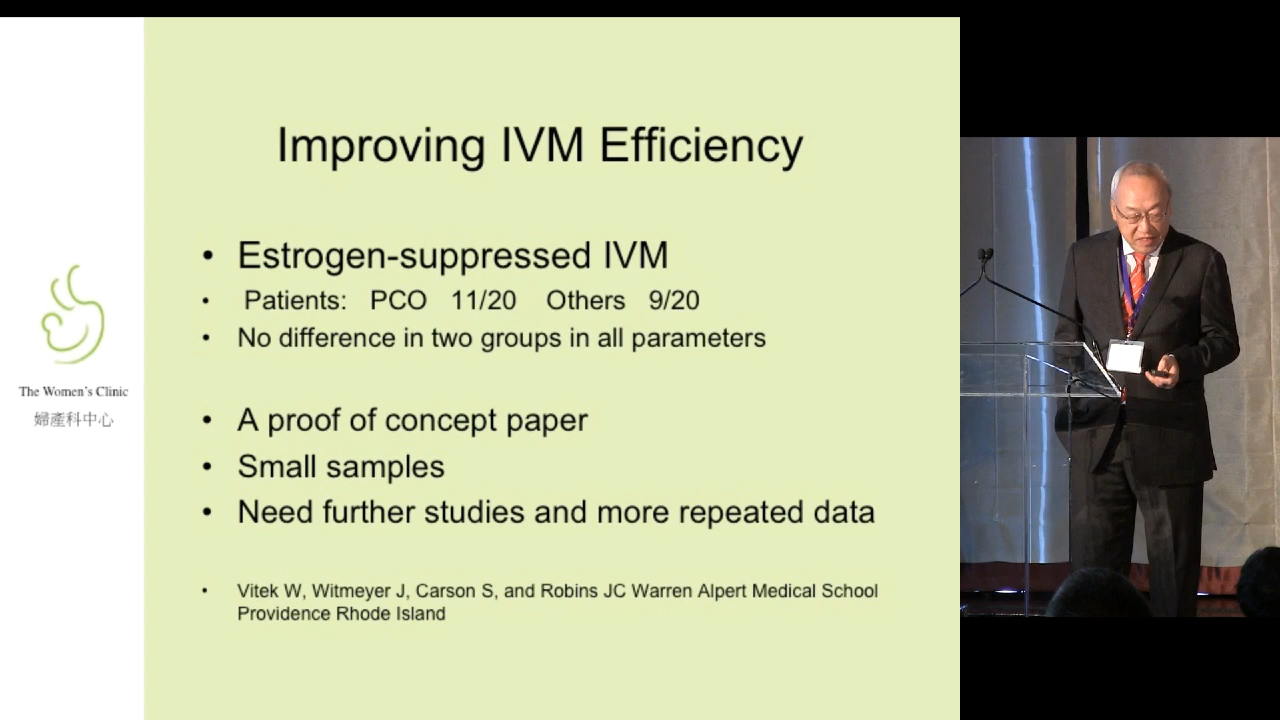 Improving IVM Efficiency
• Estrogen-suppressed IVM
• Patients: PCO 11/20 Others 9/20
• No difference in two groups in all parameters
• A proof of concept paper
• Small samples
• Need further studies and more repeated data
• Vitek W, Witmeyer J, Carson S, and Robins JC Warren Alpert Medical School
Providence Rhode Island
The Women's Clinic
婦產科中心